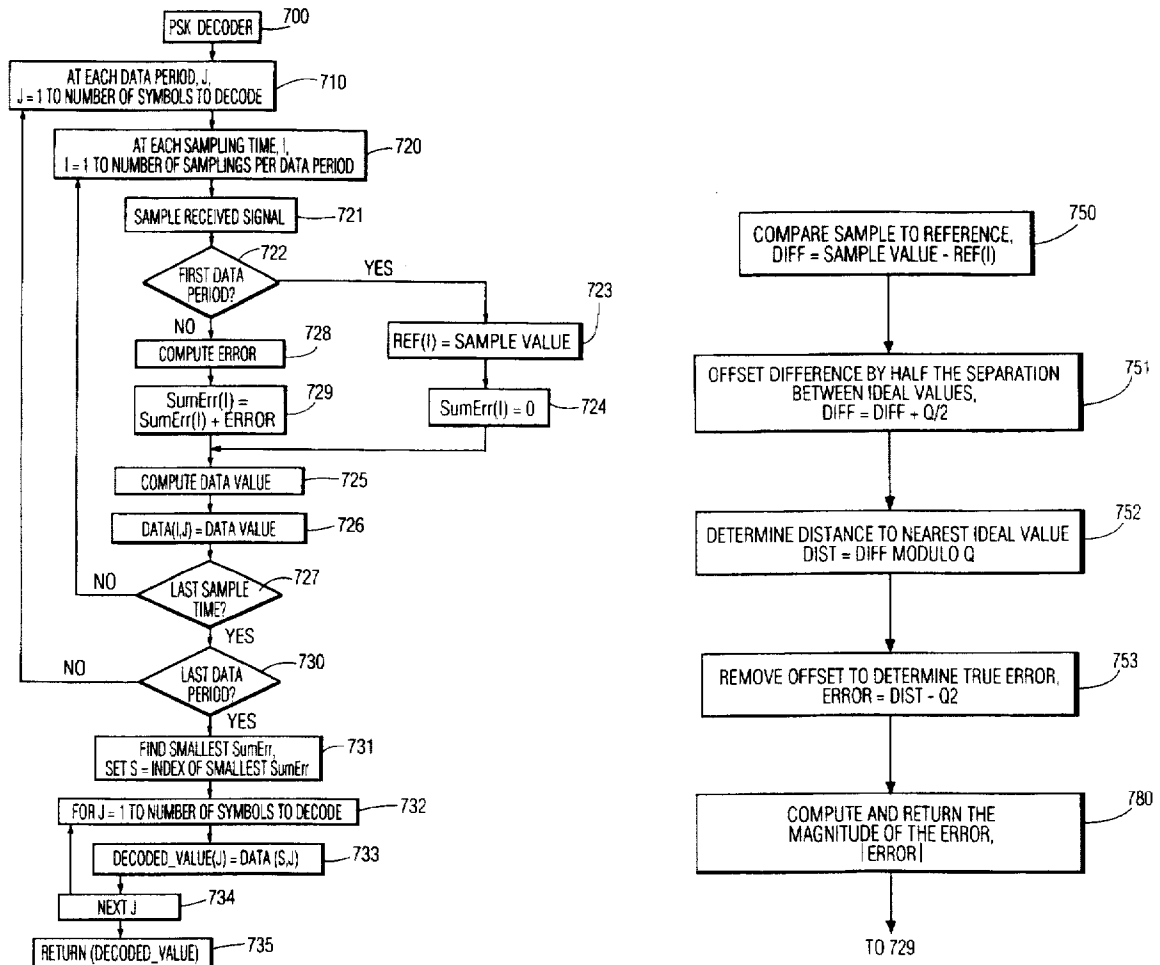 PSK DECODER
700
AT EACH DATA PERIOD, J,
J = 1 TO NUMBER OF SYMBOLS TO DECODE
710
AT EACH SAMPLING TIME, I,
I = 1 TO NUMBER OF SAMPLINGS PER DATA PERIOD
720
SAMPLE RECEIVED SIGNAL
721
722
FIRST DATA
PERIOD?
YES
NO
723
REF(I) = SAMPLE VALUE
COMPUTE ERROR
728
SumErr(I) =
SumErr(I) + ERROR
729
SumErr(I) = 0
724
COMPUTE DATA VALUE
725
DATA(I,J) = DATA VALUE
726
LAST SAMPLE
TIME?
727
NO
YES
LAST DATA
PERIOD?
730
NO
YES
FIND SMALLEST SumErr,
SET S = INDEX OF SMALLEST SumErr
731
FOR J = 1 TO NUMBER OF SYMBOLS TO DECODE
732
DECODED_VALUE(J) = DATA (S,J)
733
NEXT J
734
RETURN (DECODED_VALUE)
735
750
COMPARE SAMPLE TO REFERENCE,
DIFF = SAMPLE VALUE - REF(I)
OFFSET DIFFERENCE BY HALF THE SEPARATION
BETWEEN IDEAL VALUES,
DIFF = DIFF + Q/2
751
DETERMINE DISTANCE TO NEAREST IDEAL VALUE
DIST = DIFF MODULO Q
752
REMOVE OFFSET TO DETERMINE TRUE ERROR,
ERROR = DIST - Q2
753
COMPUTE AND RETURN THE
MAGNITUDE OF THE ERROR,
|ERROR|
780
TO 729